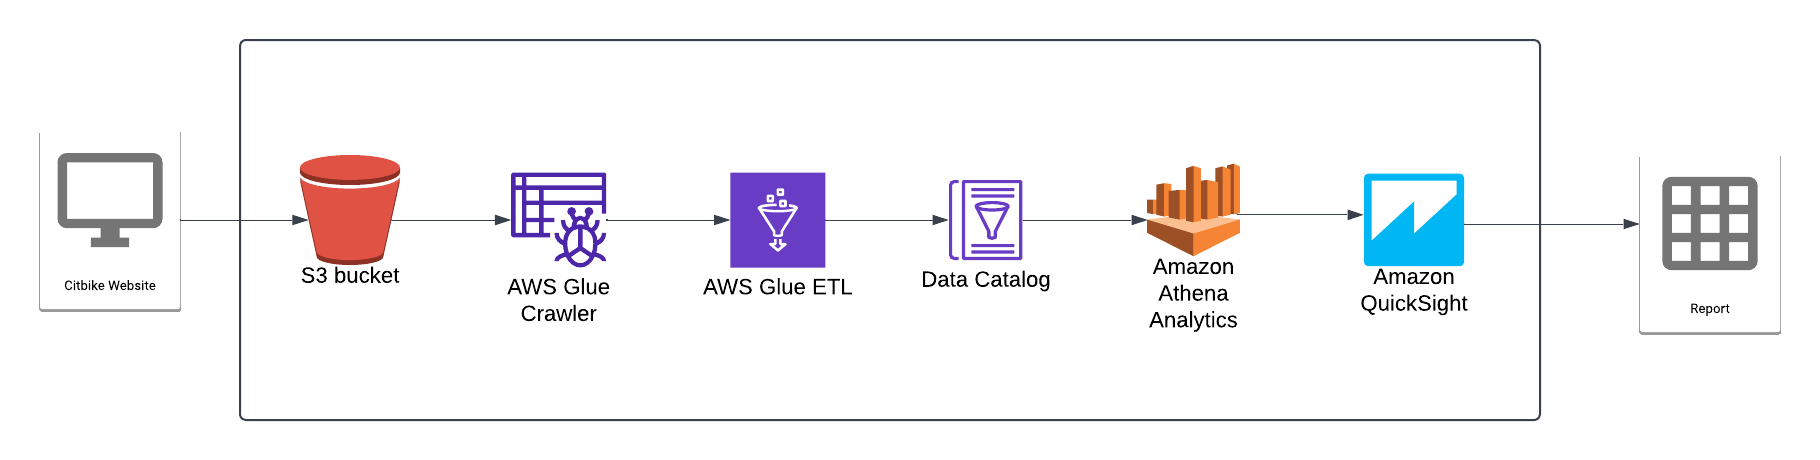 Citbike Website
S3 bucket
AWS Glue
Crawler
AWS Glue ETL
Data Catalog
Amazon
Athena
Analytics
Amazon
QuickSight
Report